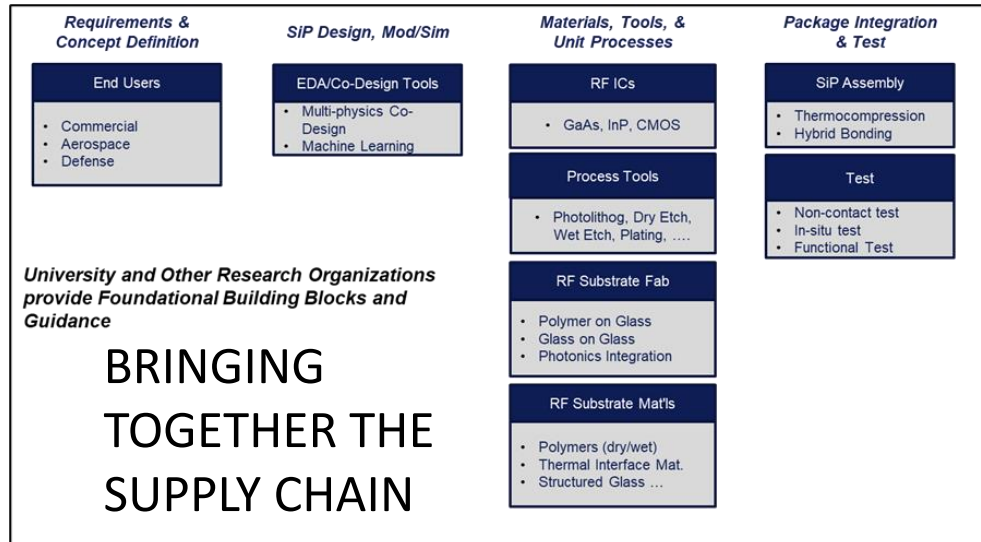 Requirements &
Concept Definition
End Users
• Commercial
• Aerospace
• Defense
SiP Design, Mod/Sim
EDA/Co-Design Tools
• Multi-physics Co-
Design
• Machine Learning
Materials, Tools, &
Unit Processes
RF ICs
• GaAs, InP, CMOS
Process Tools
• Photolithog, Dry Etch,
Wet Etch, Plating, ….
RF Substrate Fab
• Polymer on Glass
• Glass on Glass
• Photonics Integration
RF Substrate Mat'ls
• Polymers (dry/wet)
• Thermal Interface Mat.
• Structured Glass …
Package Integration
& Test
SiP Assembly
• Thermocompression
• Hybrid Bonding
Test
• Non-contact test
• In-situ test
• Functional Test
University and Other Research Organizations
provide Foundational Building Blocks and
Guidance
BRINGING
TOGETHER THE
SUPPLY CHAIN